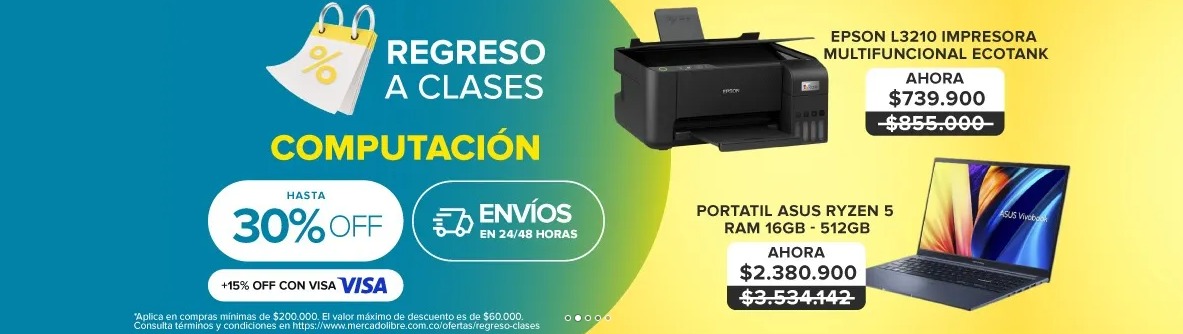 %
REGRESO
A CLASES
COMPUTACIÓN
HASTA
30% OFF
ENVÍOS
EN 24/48 HORAS
+15% OFF CON VISA VISA
*Aplica en compras mínimas de $200.000. El valor máximo de descuento es de $60.000.
Consulta términos y condiciones en https://www.mercadolibre.com.co/ofertas/regreso-clases
EPSON L3210 IMPRESORA
MULTIFUNCIONAL ECOTANK
AHORA
$739.900
$855.000
EPSON
PORTATIL ASUS RYZEN 5
RAM 16GB - 512GB
AHORA
$2.380.900
$3.534.142
ASUS Vivobook